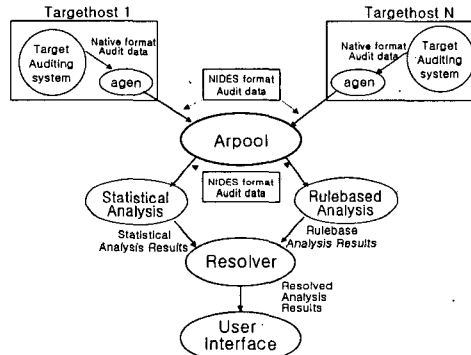 Targethost 1
Targethost N
Native format
Audit data
Target
Auditing
system
agen
Native format
Audit data
Target
Auditing
system
agen
NIDES format
Audit data
Arpool
NIDES format
Audit data
Statistical
Analysis
Rulebased
Analysis
Statistical
Analysis Results
Rulebase
Analysis Results
Resolver
Resolved
Analysis
Results
User
Interface